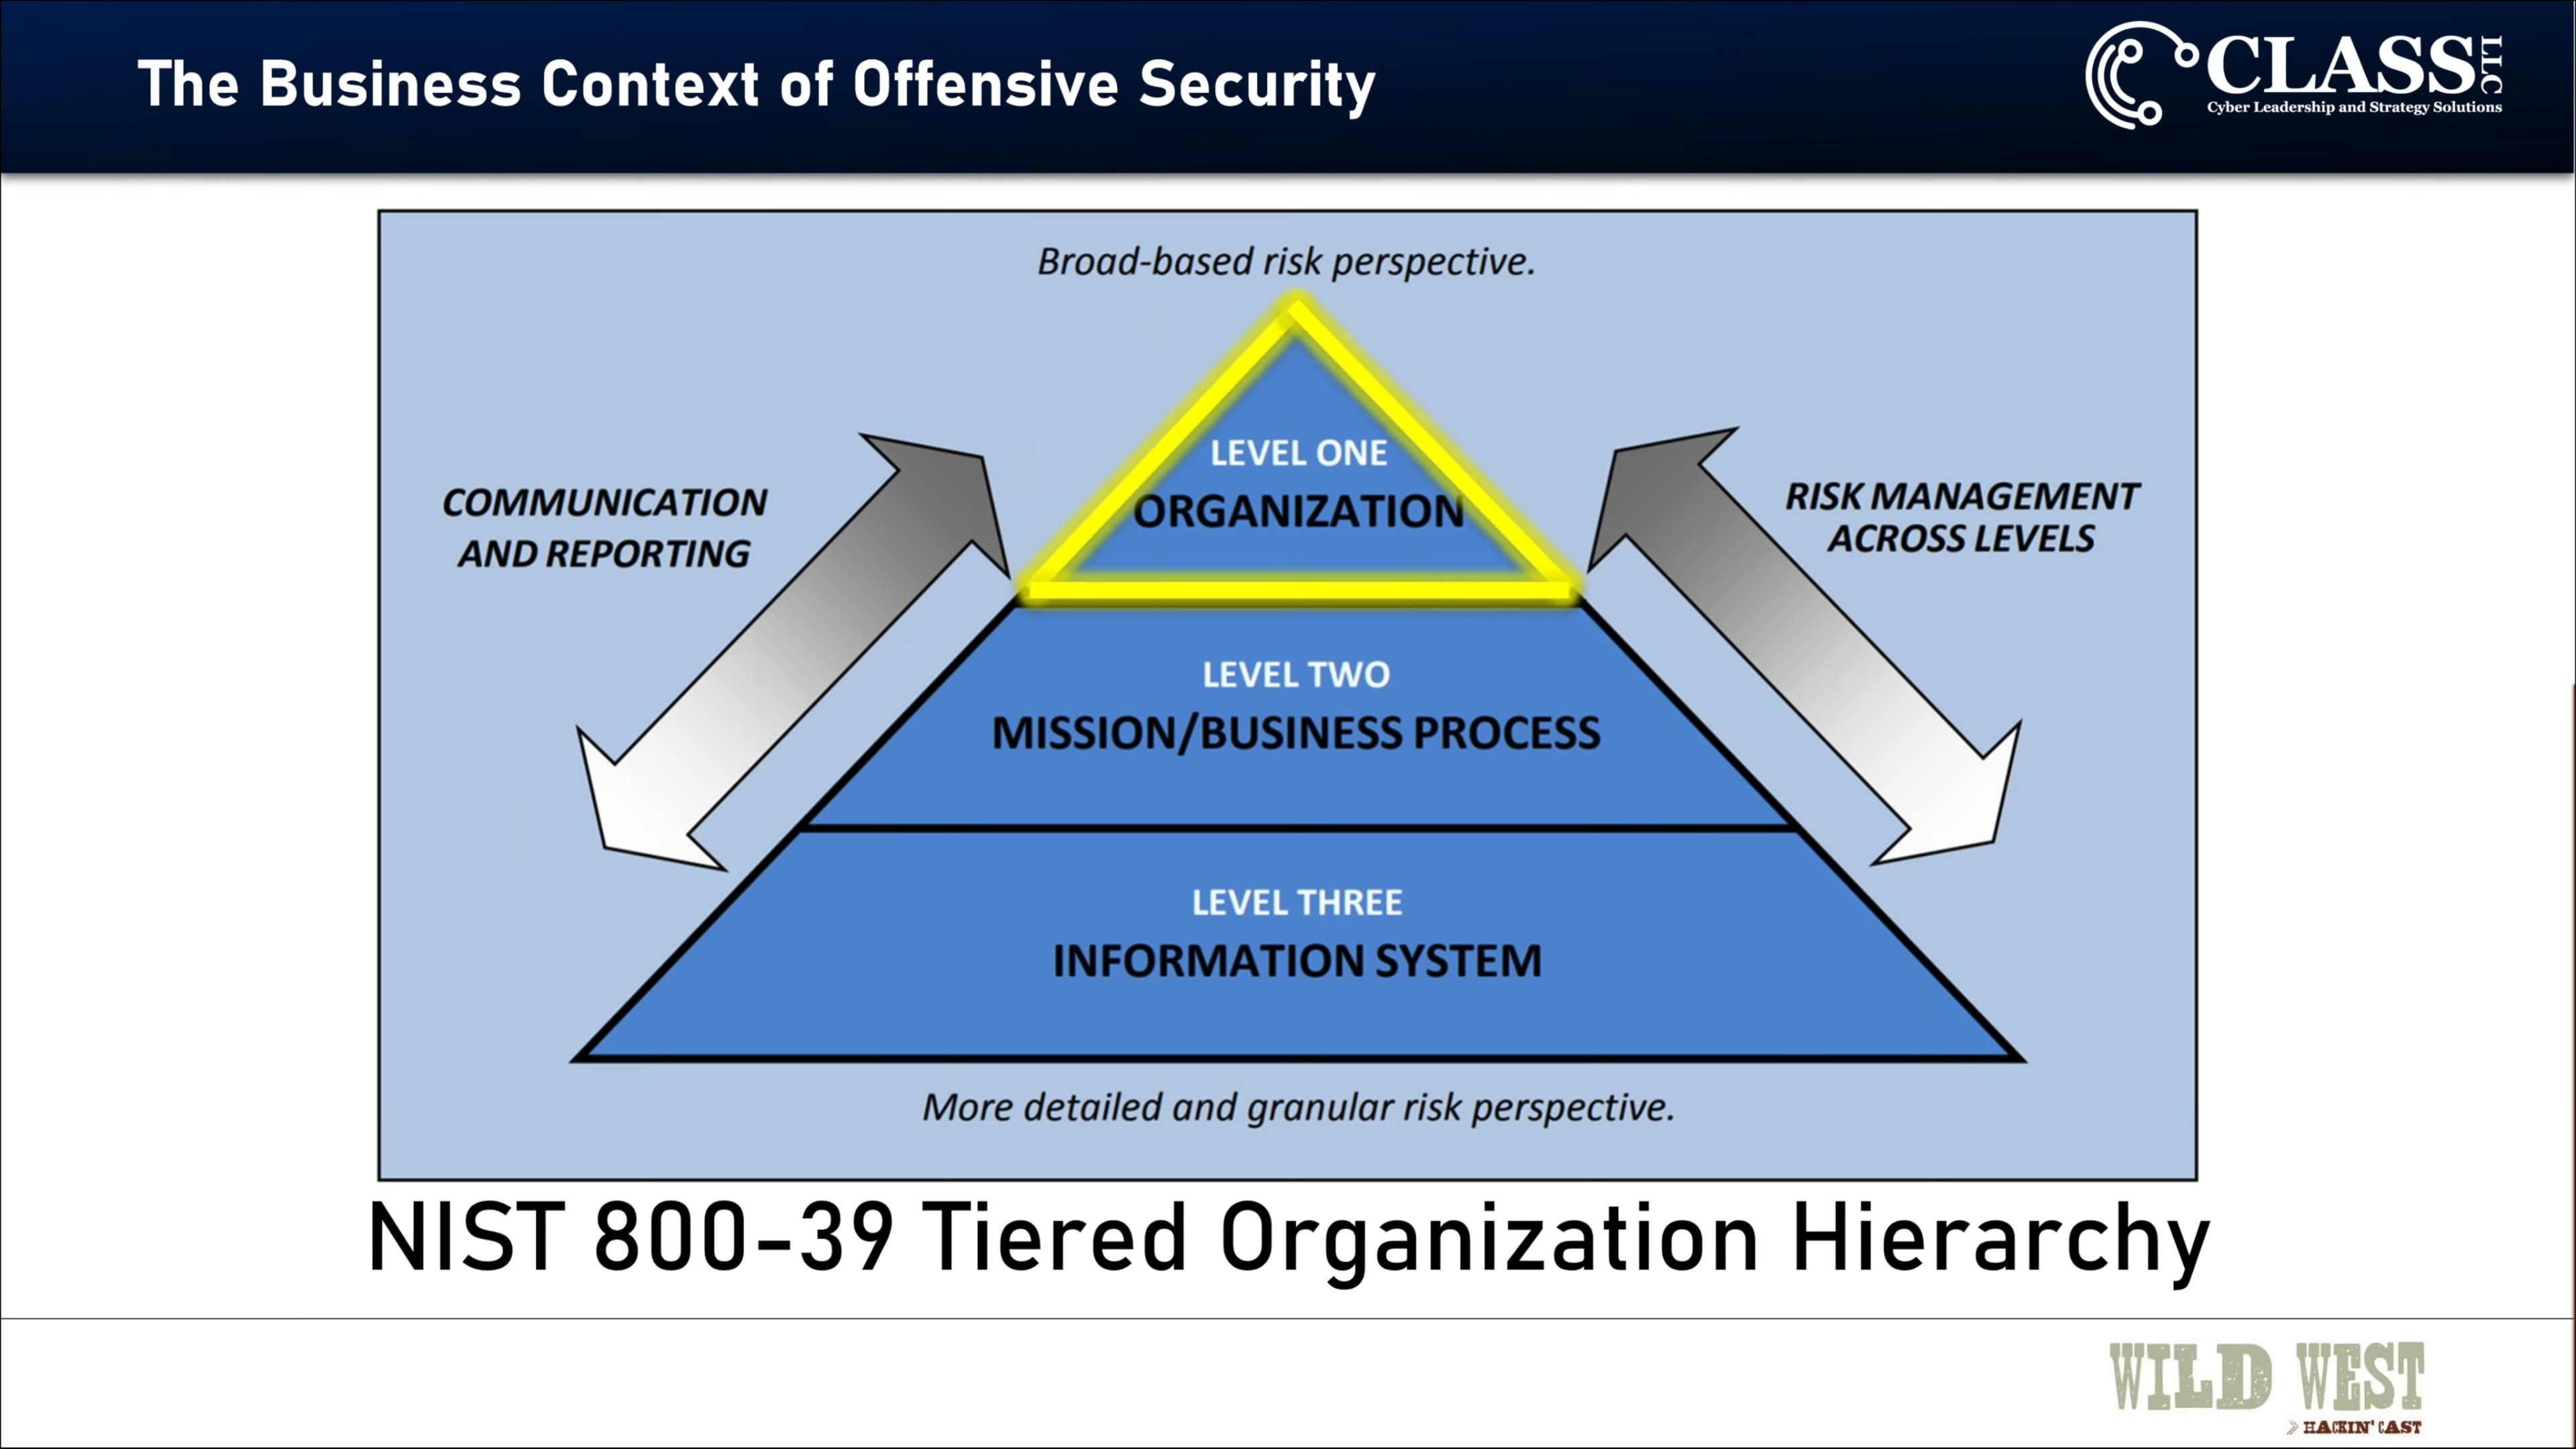 The Business Context of Offensive Security
CLASS LLC
Cyber Leadership and Strategy Solutions
Broad-based risk perspective.
LEVEL ONE
ORGANIZATION
COMMUNICATION
AND REPORTING
RISK MANAGEMENT
ACROSS LEVELS
LEVEL TWO
MISSION/BUSINESS PROCESS
LEVEL THREE
INFORMATION SYSTEM
More detailed and granular risk perspective.
NIST 800-39 Tiered Organization Hierarchy
WILD WEST
HACKIN' CAST